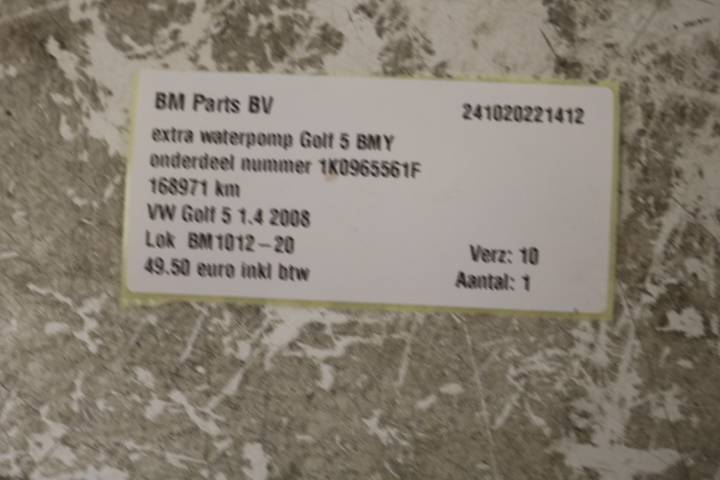 BM Parts BV 241020221412
extra waterpomp Golf 5 BMY
onderdeel nummer 1K0965561F
168971 km
VW Golf 5 1.4 2008
Lok BM1012-20 Verz: 10
49.50 euro inkl btw Aantal: 1